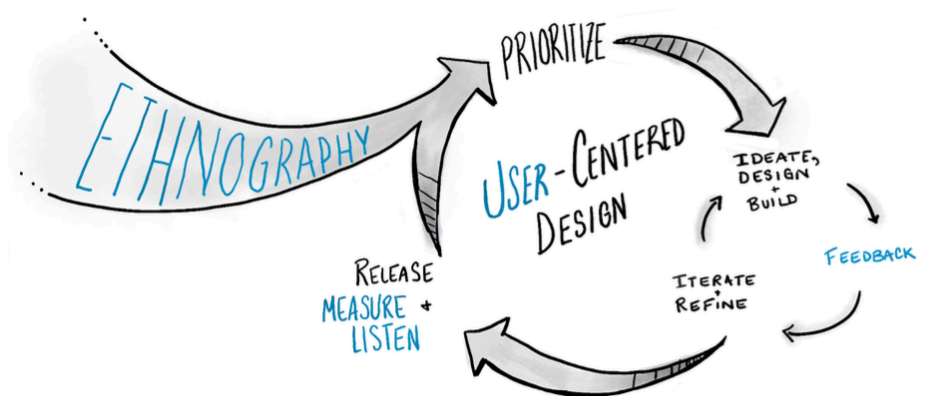 ETHNOGRAPHY
PRIORITIZE
USER-CENTERED
DESIGN
IDEATE,
DESIGN
+
BUILD
FEEDBACK
ITERATE
+
REFINE
RELEASE
MEASURE +
LISTEN